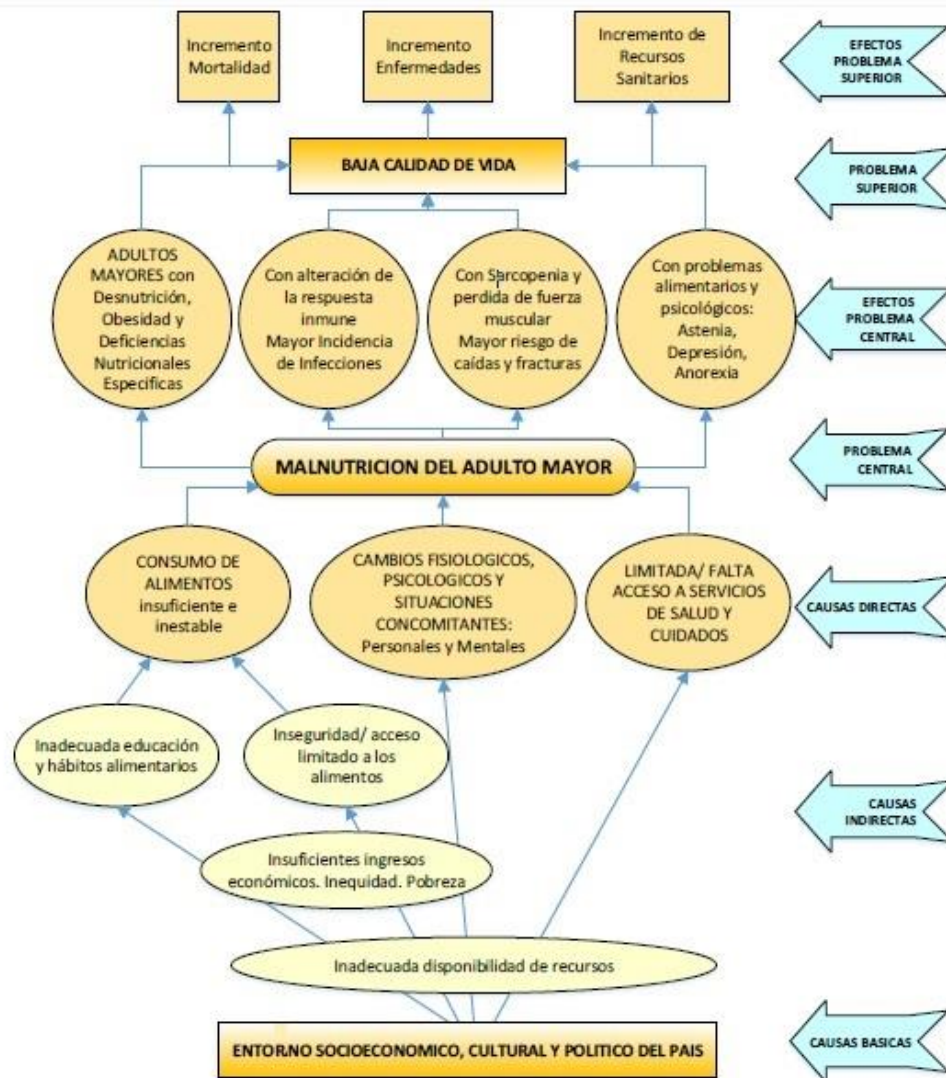 Incremento
Mortalidad
Incremento
Enfermedades
Incremento de
Recursos
Sanitarios
EFECTOS
PROBLEMA
SUPERIOR
BAJA CALIDAD DE VIDA
PROBLEMA
SUPERIOR
ADULTOS
MAYORES con
Desnutrición,
Obesidad y
Deficiencias
Nutricionales
Especificas
Con alteración de
la respuesta
inmune
Mayor Incidencia
de Infecciones
Con Sarcopenia y
perdida de fuerza
muscular
Mayor riesgo de
caídas y fracturas
Con problemas
alimentarios y
psicológicos:
Astenia,
Depresión,
Anorexia
EFECTOS
PROBLEMA
CENTRAL
MALNUTRICION DEL ADULTO MAYOR
PROBLEMA
CENTRAL
CONSUMO DE
ALIMENTOS
insuficiente e
inestable
CAMBIOS FISIOLOGICOS,
PSICOLOGICOS Y
SITUACIONES
CONCOMITANTES:
Personales y Mentales
LIMITADA/ FALTA
ACCESO A SERVICIOS
DE SALUD Y
CUIDADOS
CAUSAS DIRECTAS
Inadecuada educación
y hábitos alimentarios
Inseguridad/ acceso
limitado a los
alimentos
CAUSAS
INDIRECTAS
Insuficientes ingresos
económicos. Inequidad. Pobreza
Inadecuada disponibilidad de recursos
ENTORNO SOCIOECONOMICO, CULTURAL Y POLITICO DEL PAIS
CAUSAS BASICAS